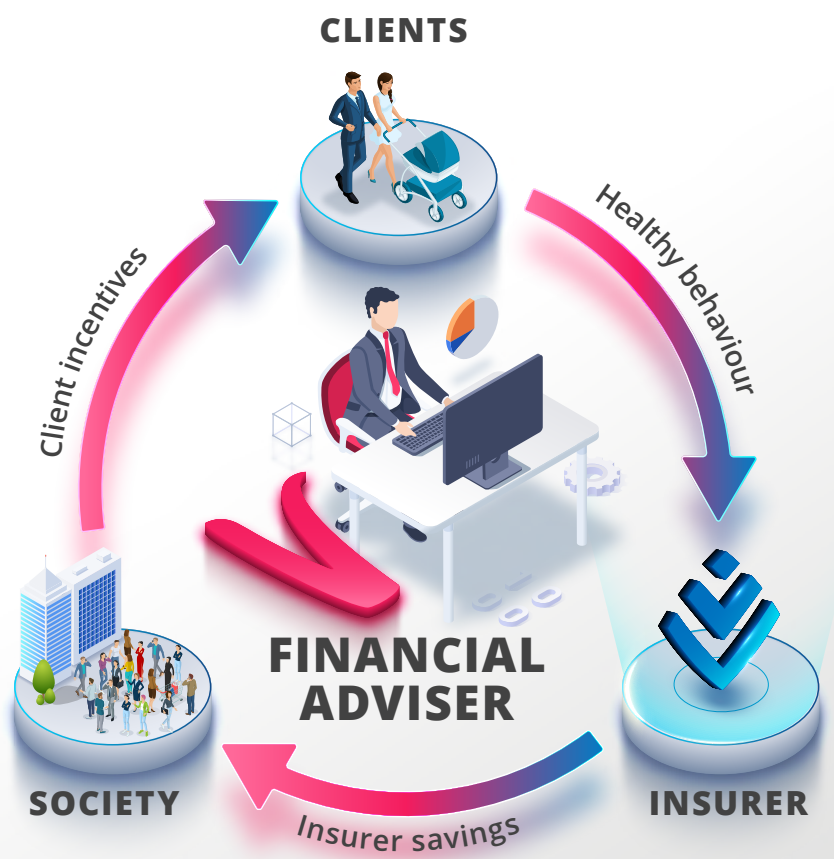 CLIENTS
Healthy behaviour
Client incentives
FINANCIAL
ADVISER
SOCIETY
INSURER
Insurer savings